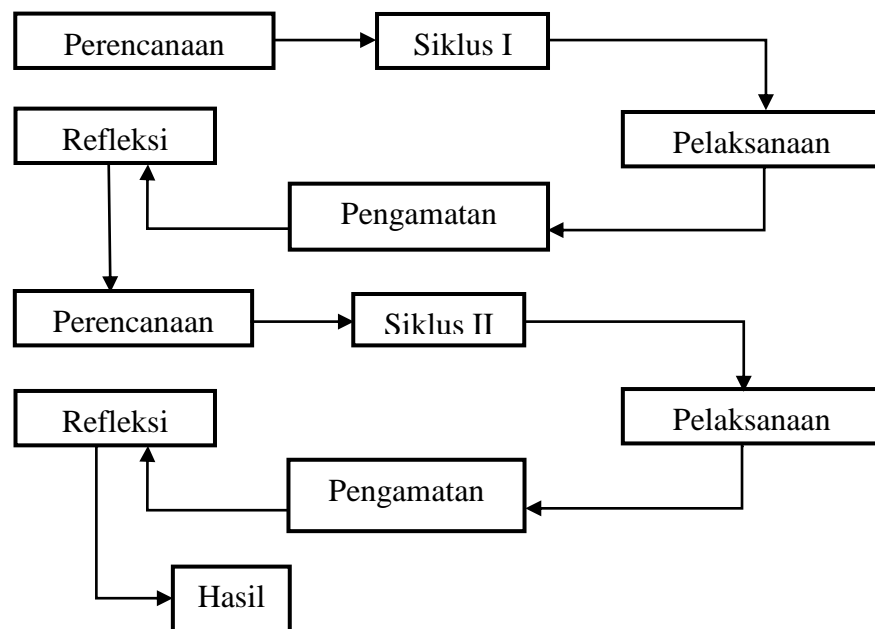 Perencanaan
Siklus I
Pelaksanaan
Refleksi
Pengamatan
Perencanaan
Siklus II
Pelaksanaan
Refleksi
Pengamatan
Hasil